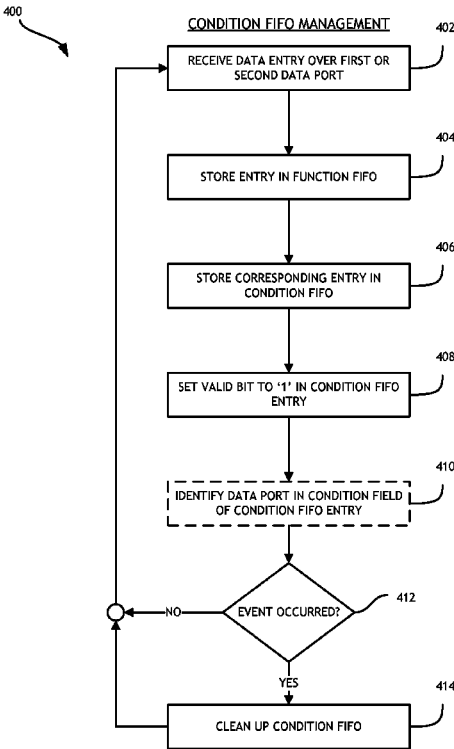 400
CONDITION FIFO MANAGEMENT
402
RECEIVE DATA ENTRY OVER FIRST OR
SECOND DATA PORT
404
STORE ENTRY IN FUNCTION FIFO
406
STORE CORRESPONDING ENTRY IN
CONDITION FIFO
408
SET VALID BIT TO ‘1’ IN CONDITION FIFO
ENTRY
410
IDENTIFY DATA PORT IN CONDITION FIELD
OF CONDITION FIFO ENTRY
412
EVENT OCCURRED?
NO
YES
414
CLEAN UP CONDITION FIFO